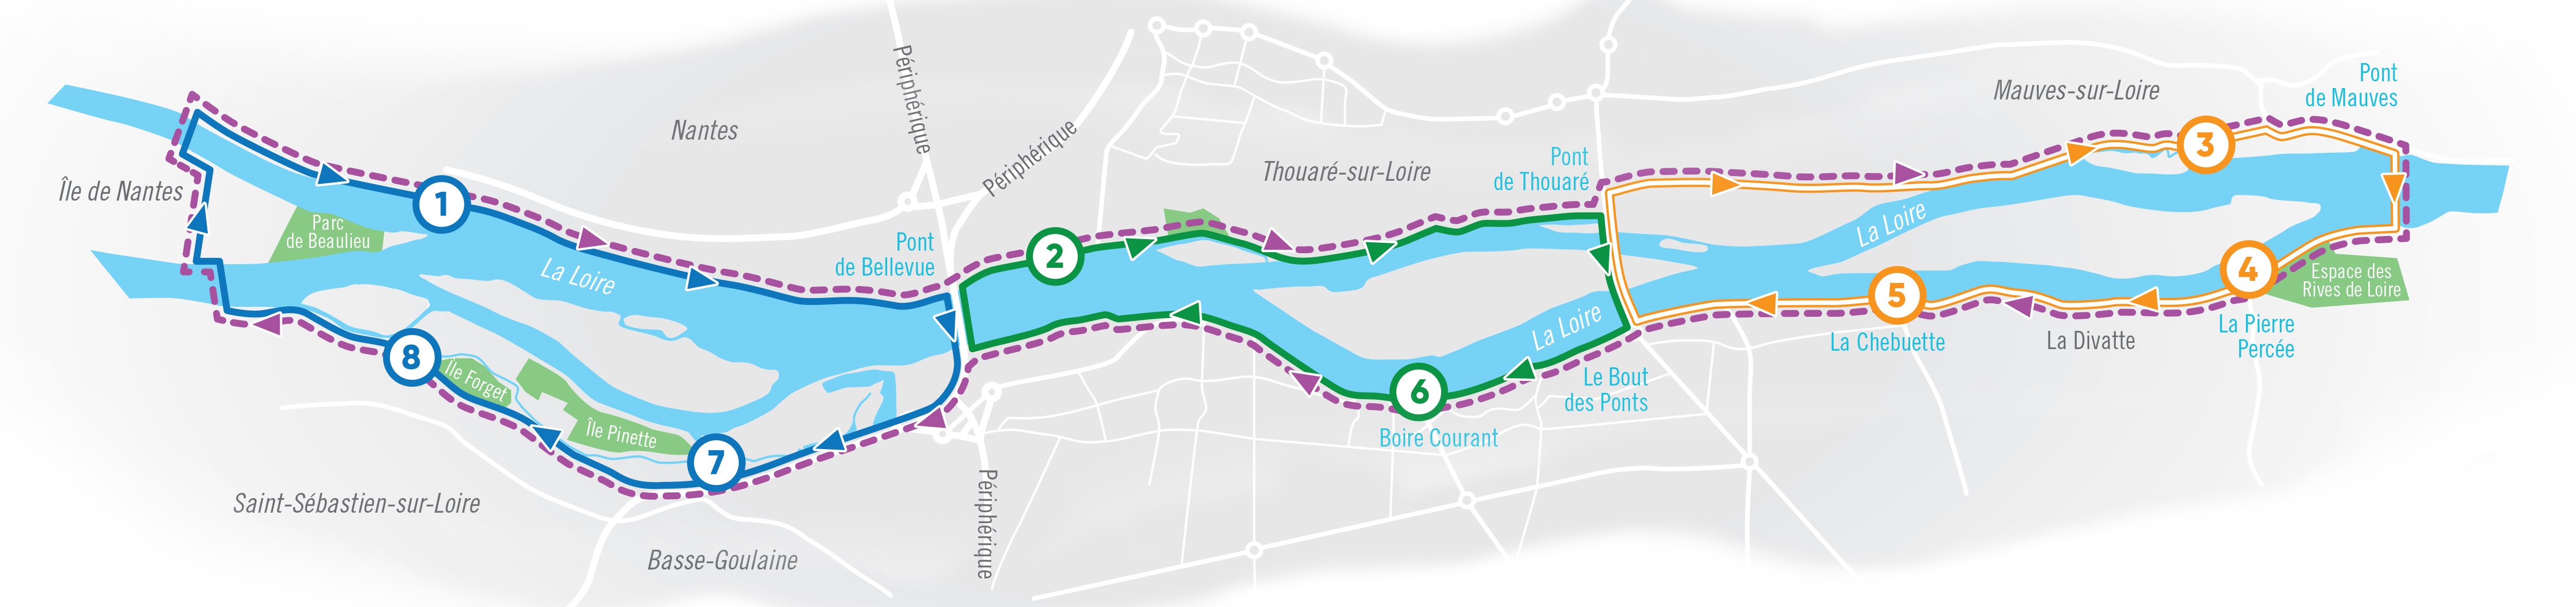 Île de Nantes
Parc
de Beaulieu
1
Nantes
La Loire
Périphérique
Périphérique
Pont
de Bellevue
2
Thouaré-sur-Loire
Pont
de Thouaré
Mauves-sur-Loire
3
Pont
de Mauves
La Loire
4
Espace des
Rives de Loire
La Pierre
Percée
La Divatte
5
La Chebuette
La Loire
Le Bout
des Ponts
6
Boire Courant
Périphérique
7
Île Pinette
Île Forget
8
Saint-Sébastien-sur-Loire
Basse-Goulaine